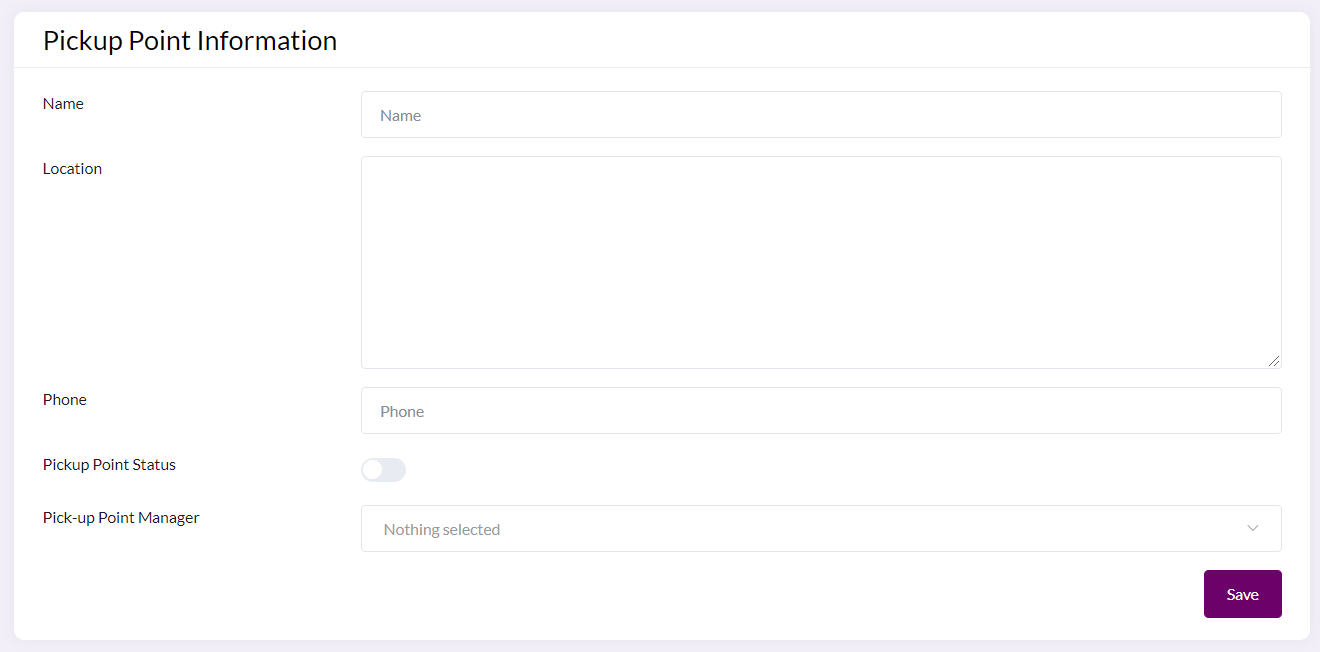 Pickup Point Information
Name
Name
Location
Phone
Phone
Pickup Point Status
Pick-up Point Manager
Nothing selected
Save